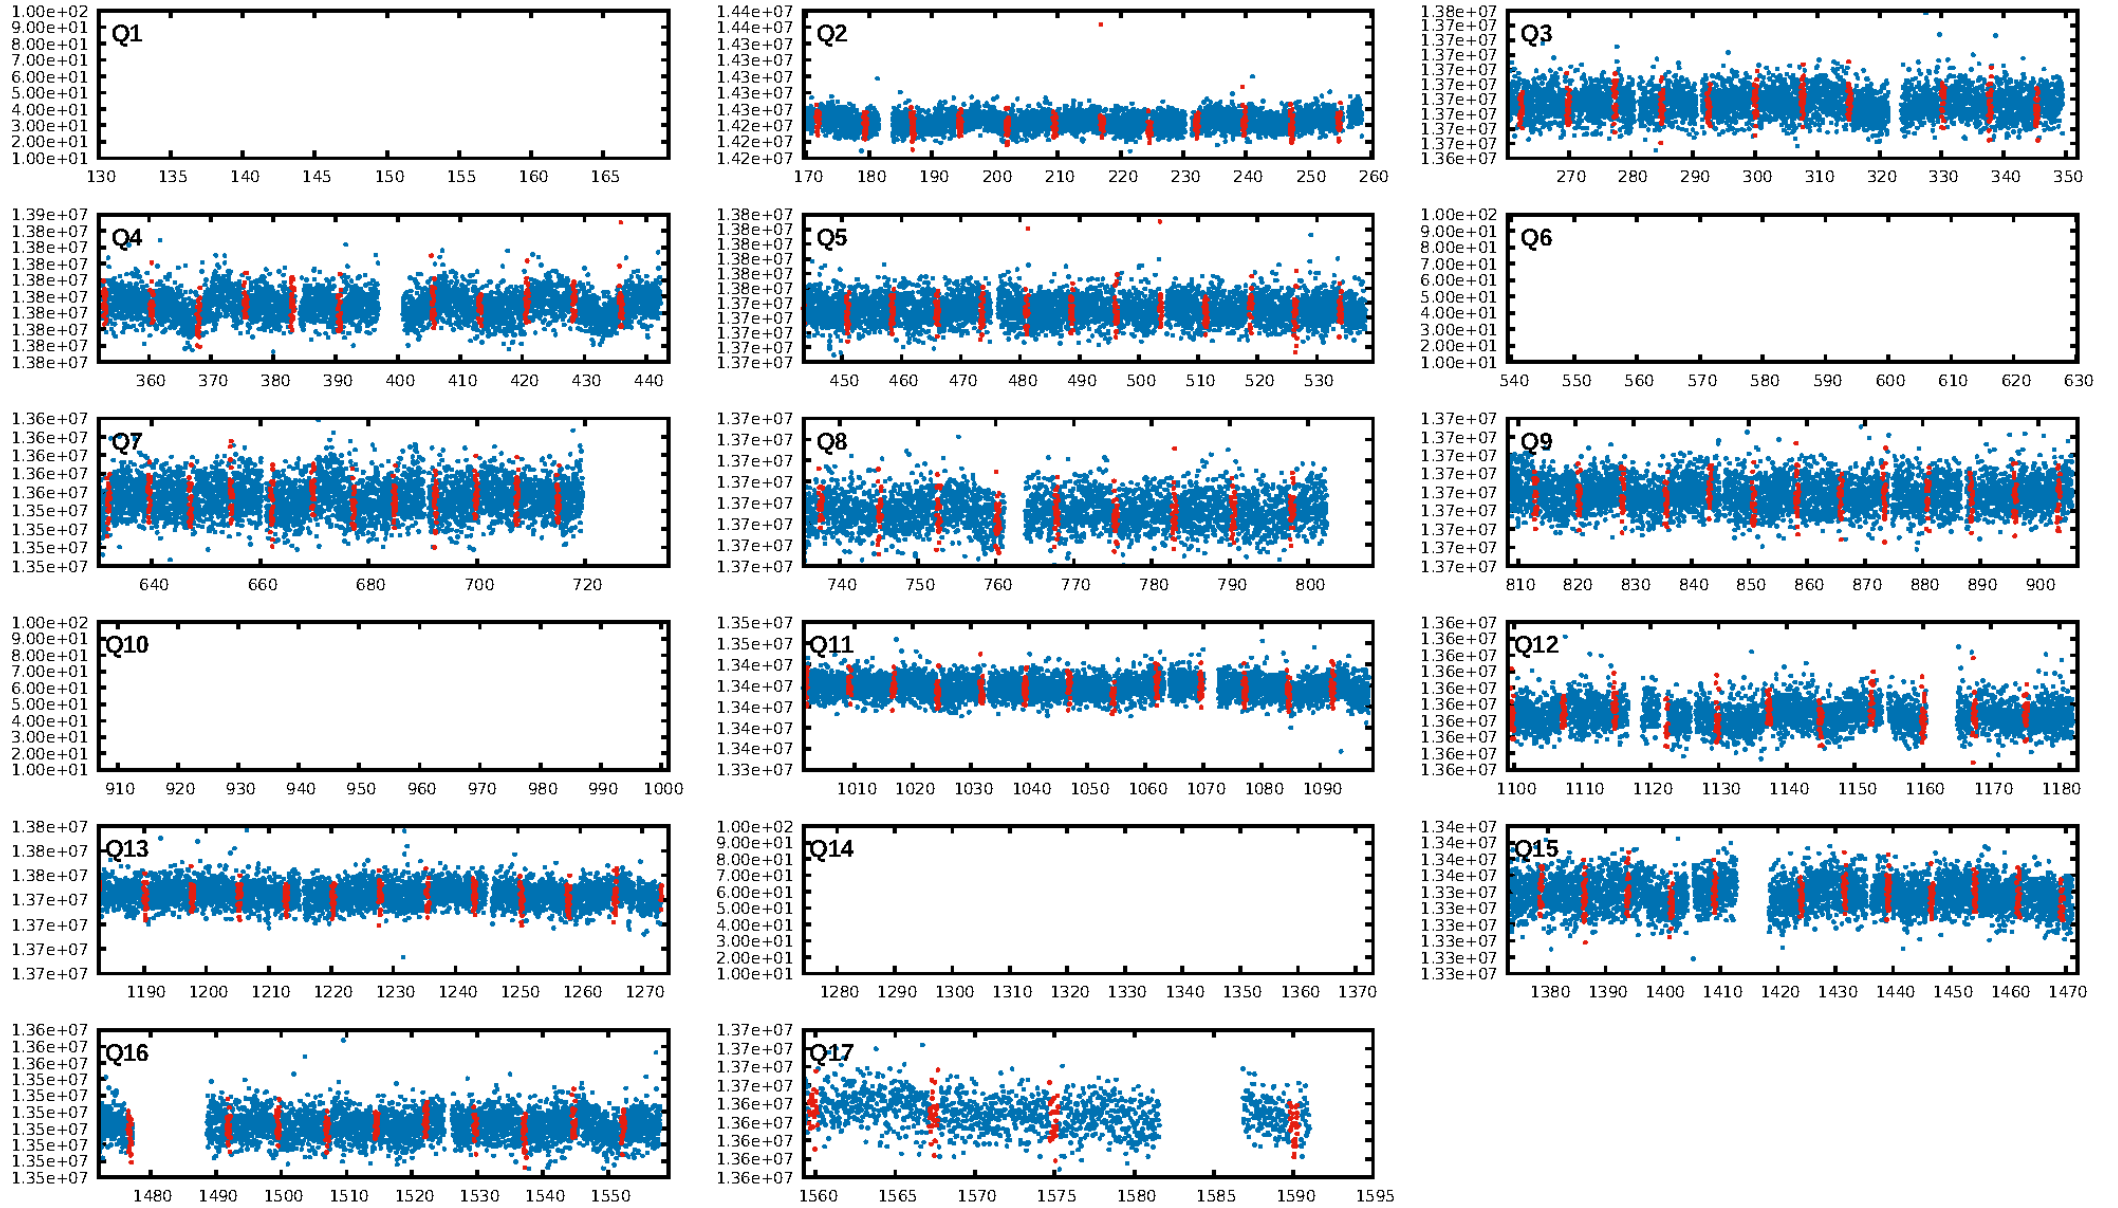 1.00e+02 9.00e+01 8.00e+01 7.00e+01 6.00e+01 5.00e+01 4.00e+01 3.00e+01 2.00e+01 1.00e+01
Q1
130 135 140 145 150 155 160 165
1.44e+07 1.44e+07 1.43e+07 1.43e+07 1.43e+07 1.43e+07 1.43e+07 1.42e+07 1.42e+07 1.42e+07
Q2
170 180 190 200 210 220 230 240 250 260
1.38e+07 1.37e+07 1.37e+07 1.37e+07 1.37e+07 1.37e+07 1.37e+07 1.37e+07 1.37e+07 1.37e+07 1.36e+07
Q3
270 280 290 300 310 320 330 340 350
1.39e+07 1.38e+07 1.38e+07 1.38e+07 1.38e+07 1.38e+07 1.38e+07 1.38e+07 1.38e+07 1.38e+07
Q4
360 370 380 390 400 410 420 430 440
1.38e+07 1.38e+07 1.38e+07 1.38e+07 1.38e+07 1.38e+07 1.37e+07 1.37e+07 1.37e+07 1.37e+07 1.37e+07
Q5
450 460 470 480 490 500 510 520 530
1.00e+02 9.00e+01 8.00e+01 7.00e+01 6.00e+01 5.00e+01 4.00e+01 3.00e+01 2.00e+01 1.00e+01
Q6
540 550 560 570 580 590 600 610 620 630
1.36e+07 1.36e+07 1.36e+07 1.36e+07 1.36e+07 1.35e+07 1.35e+07 1.35e+07 1.35e+07
Q7
640 660 680 700 720
1.37e+07 1.37e+07 1.37e+07 1.37e+07 1.37e+07 1.37e+07 1.37e+07 1.37e+07
Q8
740 750 760 770 780 790 800
1.37e+07 1.37e+07 1.37e+07 1.37e+07 1.37e+07 1.37e+07 1.37e+07 1.37e+07 1.37e+07
Q9
810 820 830 840 850 860 870 880 890 900
1.00e+02 9.00e+01 8.00e+01 7.00e+01 6.00e+01 5.00e+01 4.00e+01 3.00e+01 2.00e+01 1.00e+01
Q10
910 920 930 940 950 960 970 980 990 1000
1.35e+07 1.35e+07 1.34e+07 1.34e+07 1.34e+07 1.34e+07 1.34e+07 1.33e+07
Q11
1010 1020 1030 1040 1050 1060 1070 1080 1090
1.36e+07 1.36e+07 1.36e+07 1.36e+07 1.36e+07 1.36e+07 1.36e+07 1.36e+07 1.36e+07 1.36e+07
Q12
1100 1110 1120 1130 1140 1150 1160 1170 1180
1.38e+07 1.38e+07 1.38e+07 1.37e+07 1.37e+07 1.37e+07 1.37e+07
Q13
1190 1200 1210 1220 1230 1240 1250 1260 1270
1.00e+02 9.00e+01 8.00e+01 7.00e+01 6.00e+01 5.00e+01 4.00e+01 3.00e+01 2.00e+01 1.00e+01
Q14
1280 1290 1300 1310 1320 1330 1340 1350 1360 1370
1.34e+07 1.34e+07 1.34e+07 1.34e+07 1.33e+07 1.33e+07 1.33e+07 1.33e+07 1.33e+07 1.33e+07
Q15
1380 1390 1400 1410 1420 1430 1440 1450 1460 1470
1.36e+07 1.36e+07 1.35e+07 1.35e+07 1.35e+07 1.35e+07 1.35e+07 1.35e+07 1.35e+07 1.35e+07
Q16
1480 1490 1500 1510 1520 1530 1540 1550
1.37e+07 1.37e+07 1.37e+07 1.37e+07 1.36e+07 1.36e+07 1.36e+07 1.36e+07 1.36e+07
Q17
1560 1565 1570 1575 1580 1585 1590 1595